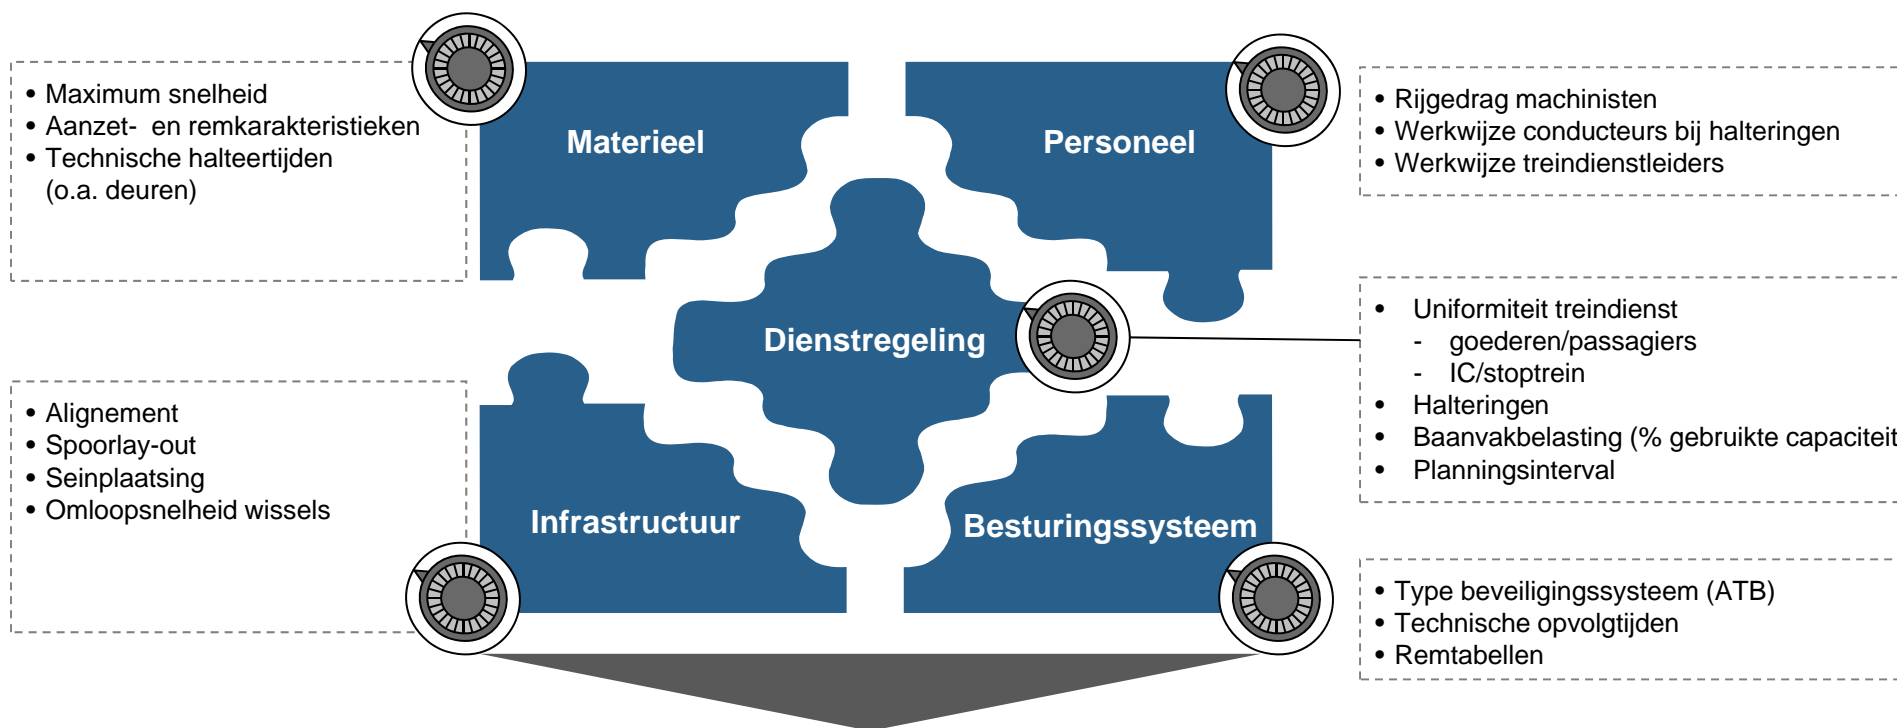 • Maximum snelheid
• Aanzet- en remkarakteristieken
• Technische halteertijden
(o.a. deuren)
Materieel
Personeel
• Rijgedrag machinisten
• Werkwijze conducteurs bij halteringen
• Werkwijze treindienstleiders
Dienstregeling
• Uniformiteit treindienst
- goederen/passagiers
- IC/stoptrein
• Halteringen
• Baanvakbelasting (% gebruikte capaciteit
• Planningsinterval
• Alignement
• Spoorlay-out
• Seinplaatsing
• Omloopsnelheid wissels
Infrastructuur
Besturingssysteem
• Type beveiligingssysteem (ATB)
• Technische opvolgtijden
• Remtabellen